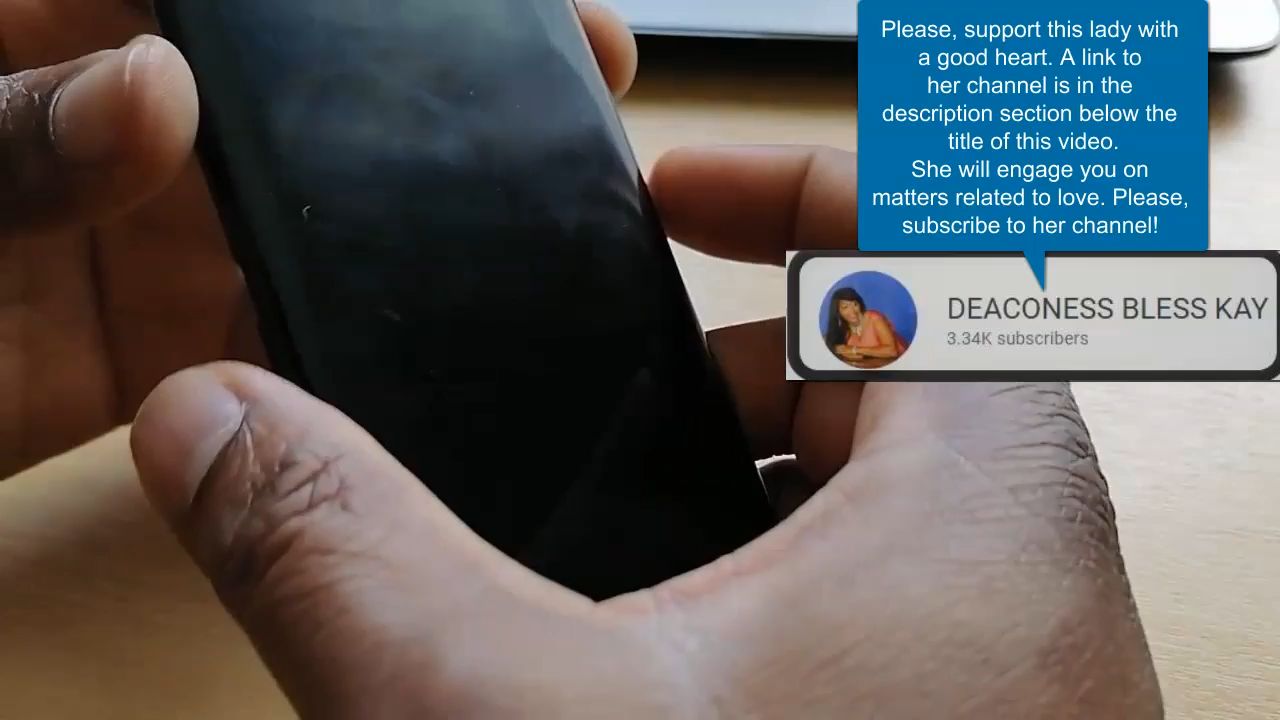 Please, support this lady with
a good heart. A link to
her channel is in the
description section below the
title of this video.
She will engage you on
matters related to love. Please,
subscribe to her channel!
DEACONESS BLESS KAY
3.34K subscribers